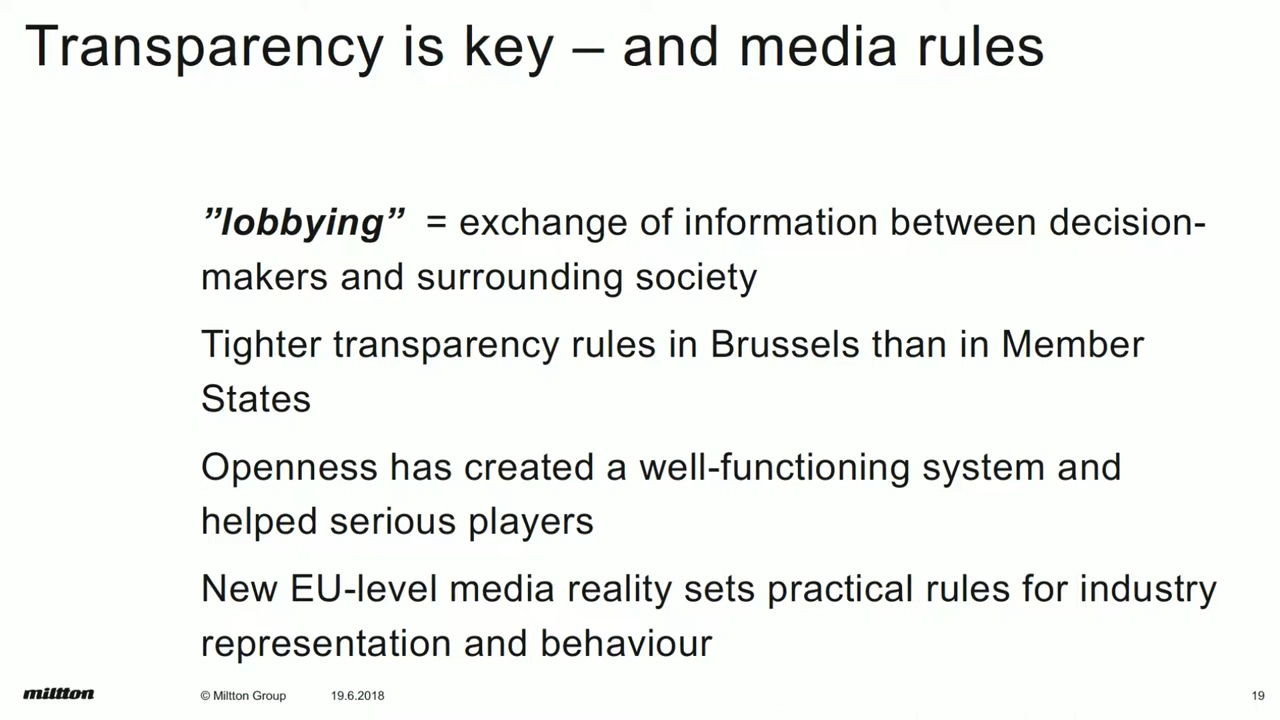 Transparency is key – and media rules
”lobbying” = exchange of information between decision-
makers and surrounding society
Tighter transparency rules in Brussels than in Member
States
Openness has created a well-functioning system and
helped serious players
New EU-level media reality sets practical rules for industry
representation and behaviour
miltton © Miltton Group 19.6.2018 19